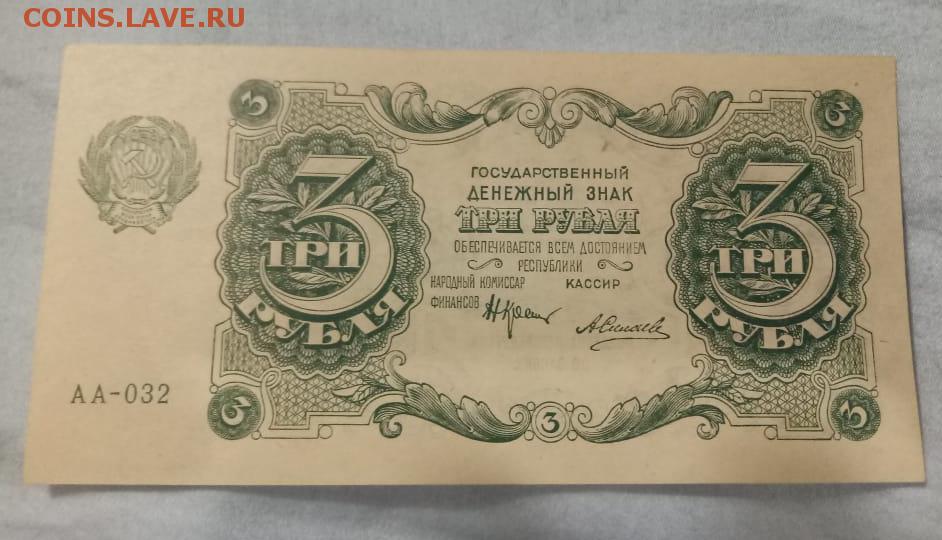 COINS.LAVE.RU
3
3
3 ТРИ РУБЛЯ
ГОСУДАРСТВЕННЫЙ
ДЕНЕЖНЫЙ ЗНАК
ТРИ РУБЛЯ
ОБЕСПЕЧИВАЕТСЯ ВСЕМ ДОСТОЯНИЕМ
РЕСПУБЛИКИ
НАРОДНЫЙ КОМИССАР
ФИНАНСОВ
КАССИР
3 ТРИ РУБЛЯ
АА-032
3
3
3